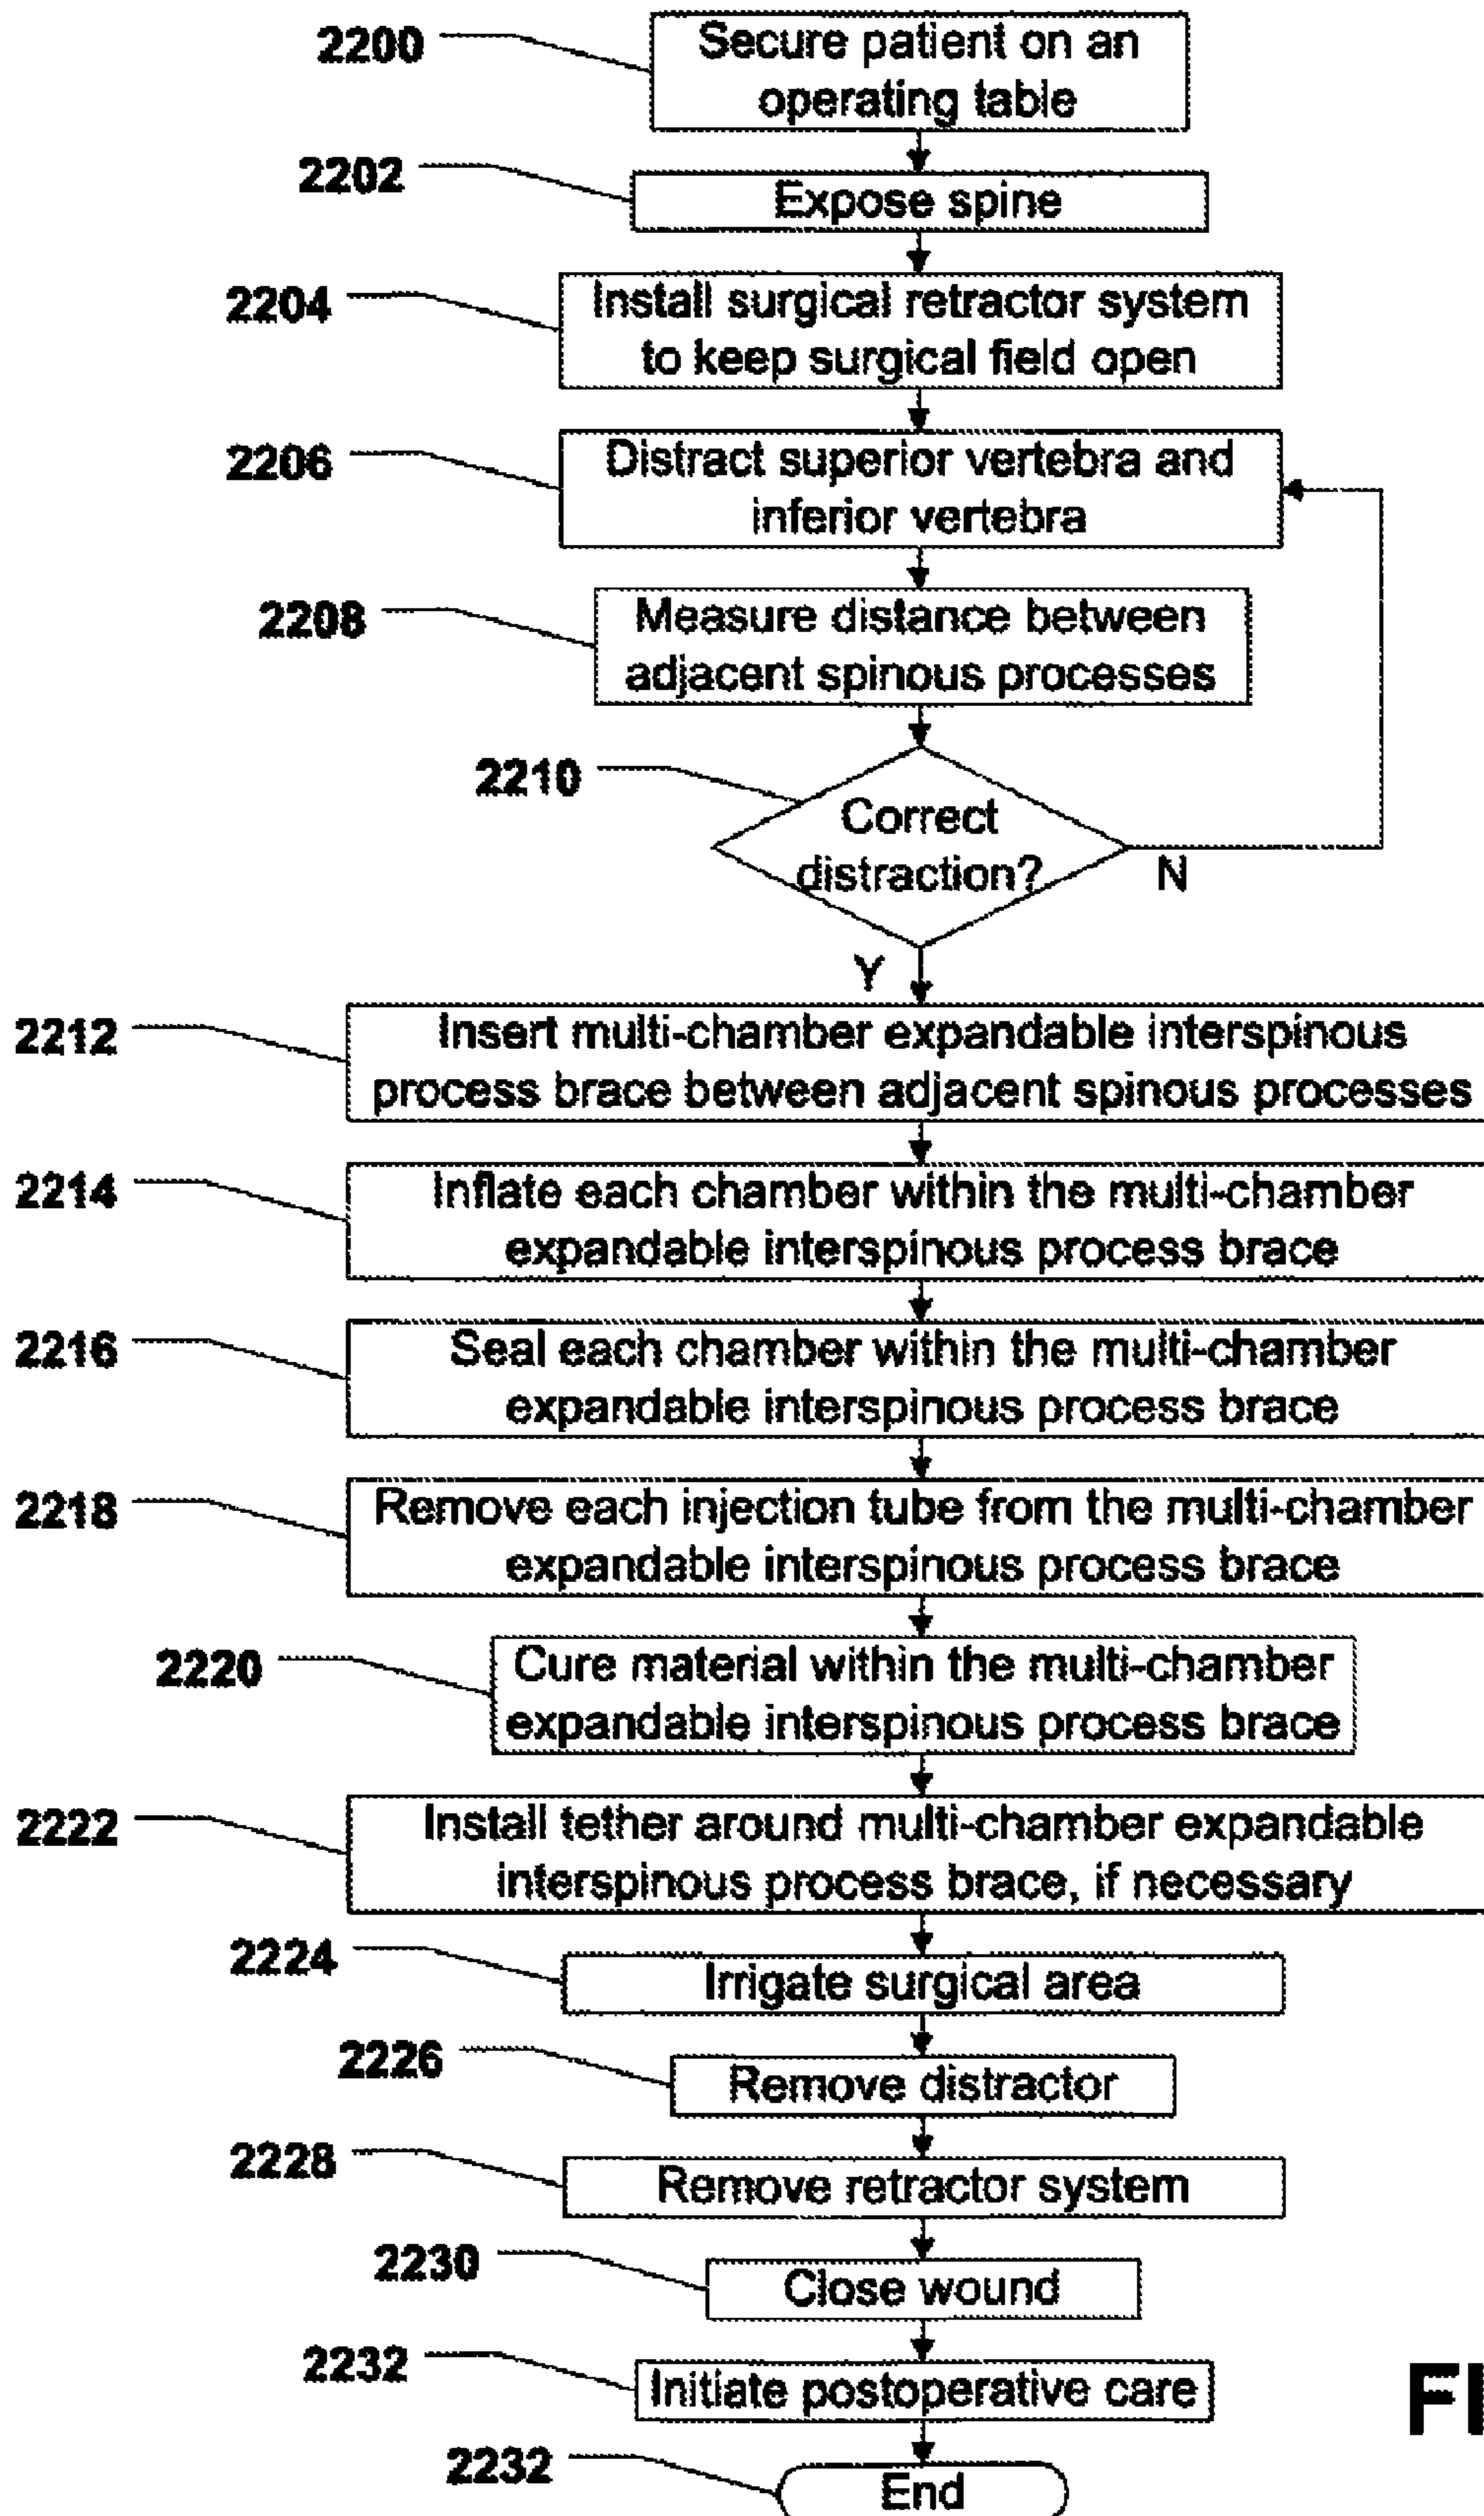 2200
Secure patient on an
operating table
2202
Expose spine
2204
Install surgical retractor system
to keep surgical field open
2206
Distract superior vertebra and
inferior vertebra
2208
Measure distance between
adjacent spinous processes
2210
Correct
distraction?
N
Y
2212
Insert multi-chamber expandable interspinous
process brace between adjacent spinous processes
2214
Inflate each chamber within the multi-chamber
expandable interspinous process brace
2216
Seal each chamber within the multi-chamber
expandable interspinous process brace
2218
Remove each injection tube from the multi-chamber
expandable interspinous process brace
2220
Cure material within the multi-chamber
expandable interspinous process brace
2222
Install tether around multi-chamber expandable
interspinous process brace, if necessary
2224
Irrigate surgical area
2226
Remove distractor
2228
Remove retractor system
2230
Close wound
2232
Initiate postoperative care
2232
End